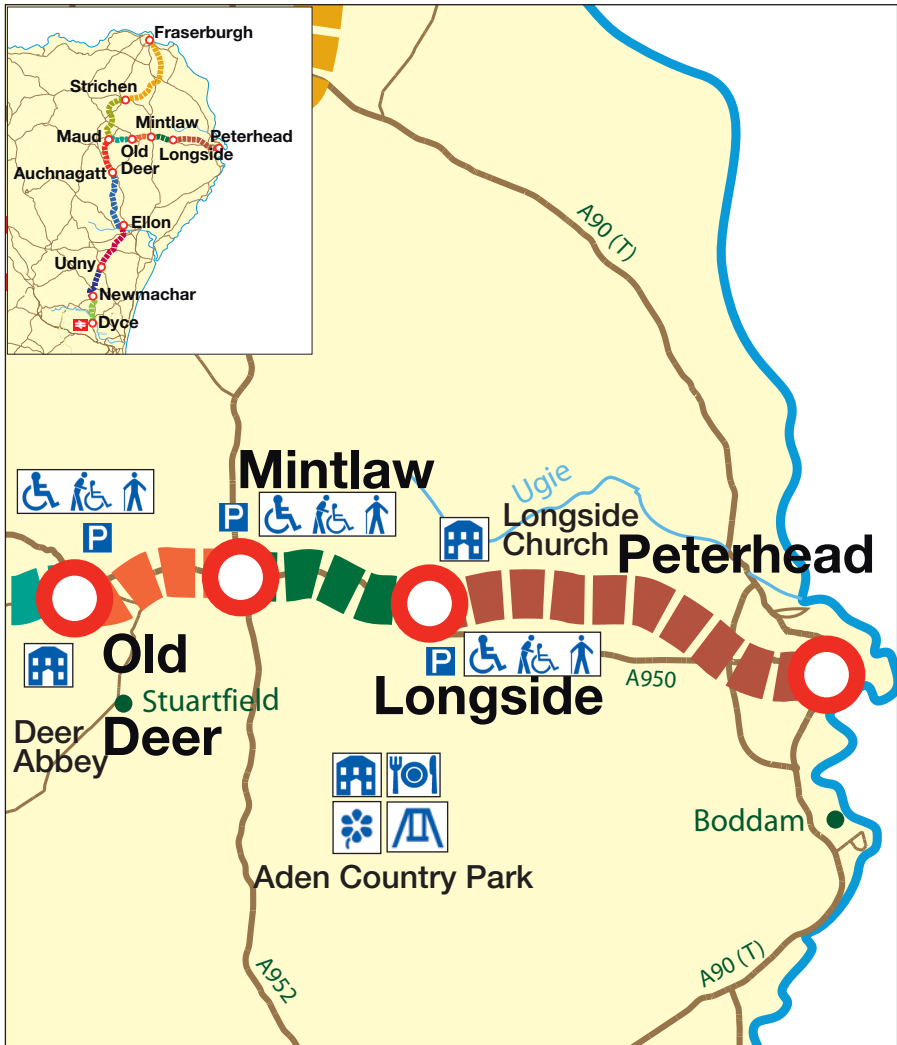 Fraserburgh
Strichen
Mintlaw
Maud
Peterhead
Old
Deer
Longside
Auchnagatt
Ellon
Udny
Newmachar
Dyce
A90 (T)
Mintlaw
P
P
Ugie
Longside
Church
Peterhead
Old
Deer
P
A950
Longside
Stuartfield
Deer
Abbey
Boddam
Aden Country Park
A952
A90 (T)